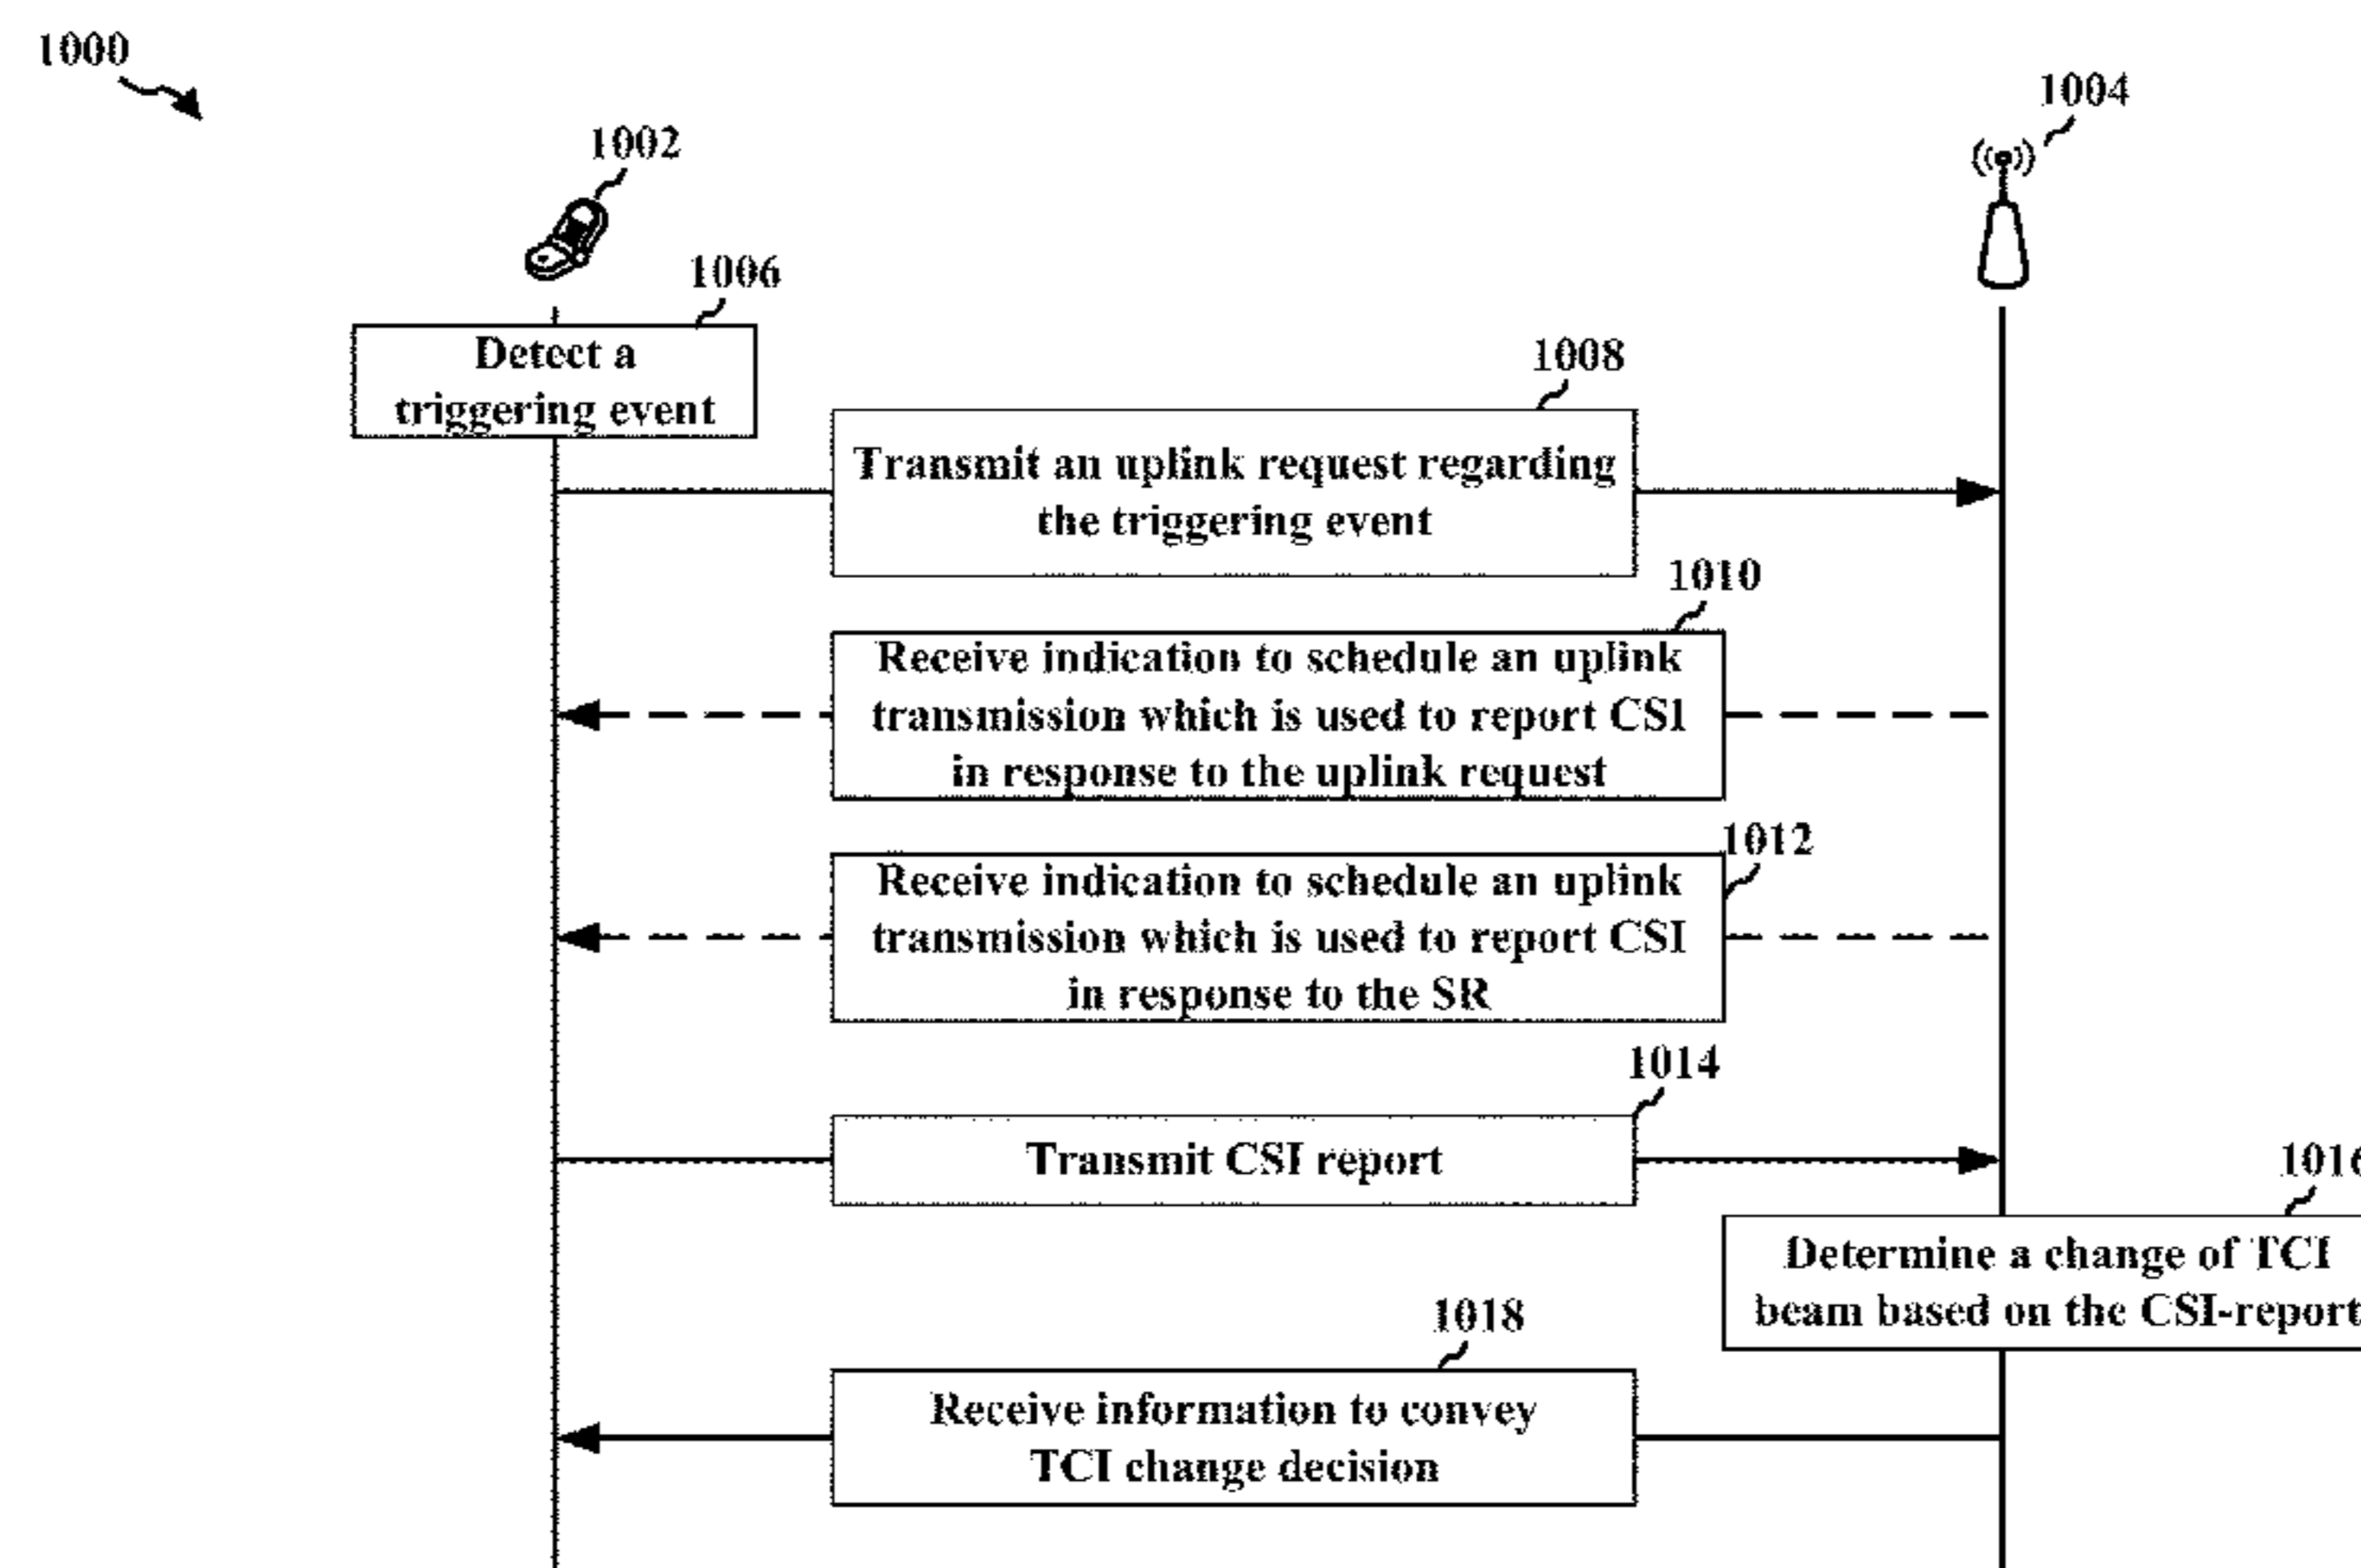 1000
1002
1004
1006
Detect a
triggering event
1008
Transmit an uplink request regarding
the triggering event
1010
Receive indication to schedule an uplink
transmission which is used to report CSI
in response to the uplink request
1012
Receive indication to schedule an uplink
transmission which is used to report CSI
in response to the SR
1014
Transmit CSI report
1016
Determine a change of TCI
beam based on the CSI-report
1018
Receive information to convey
TCI change decision